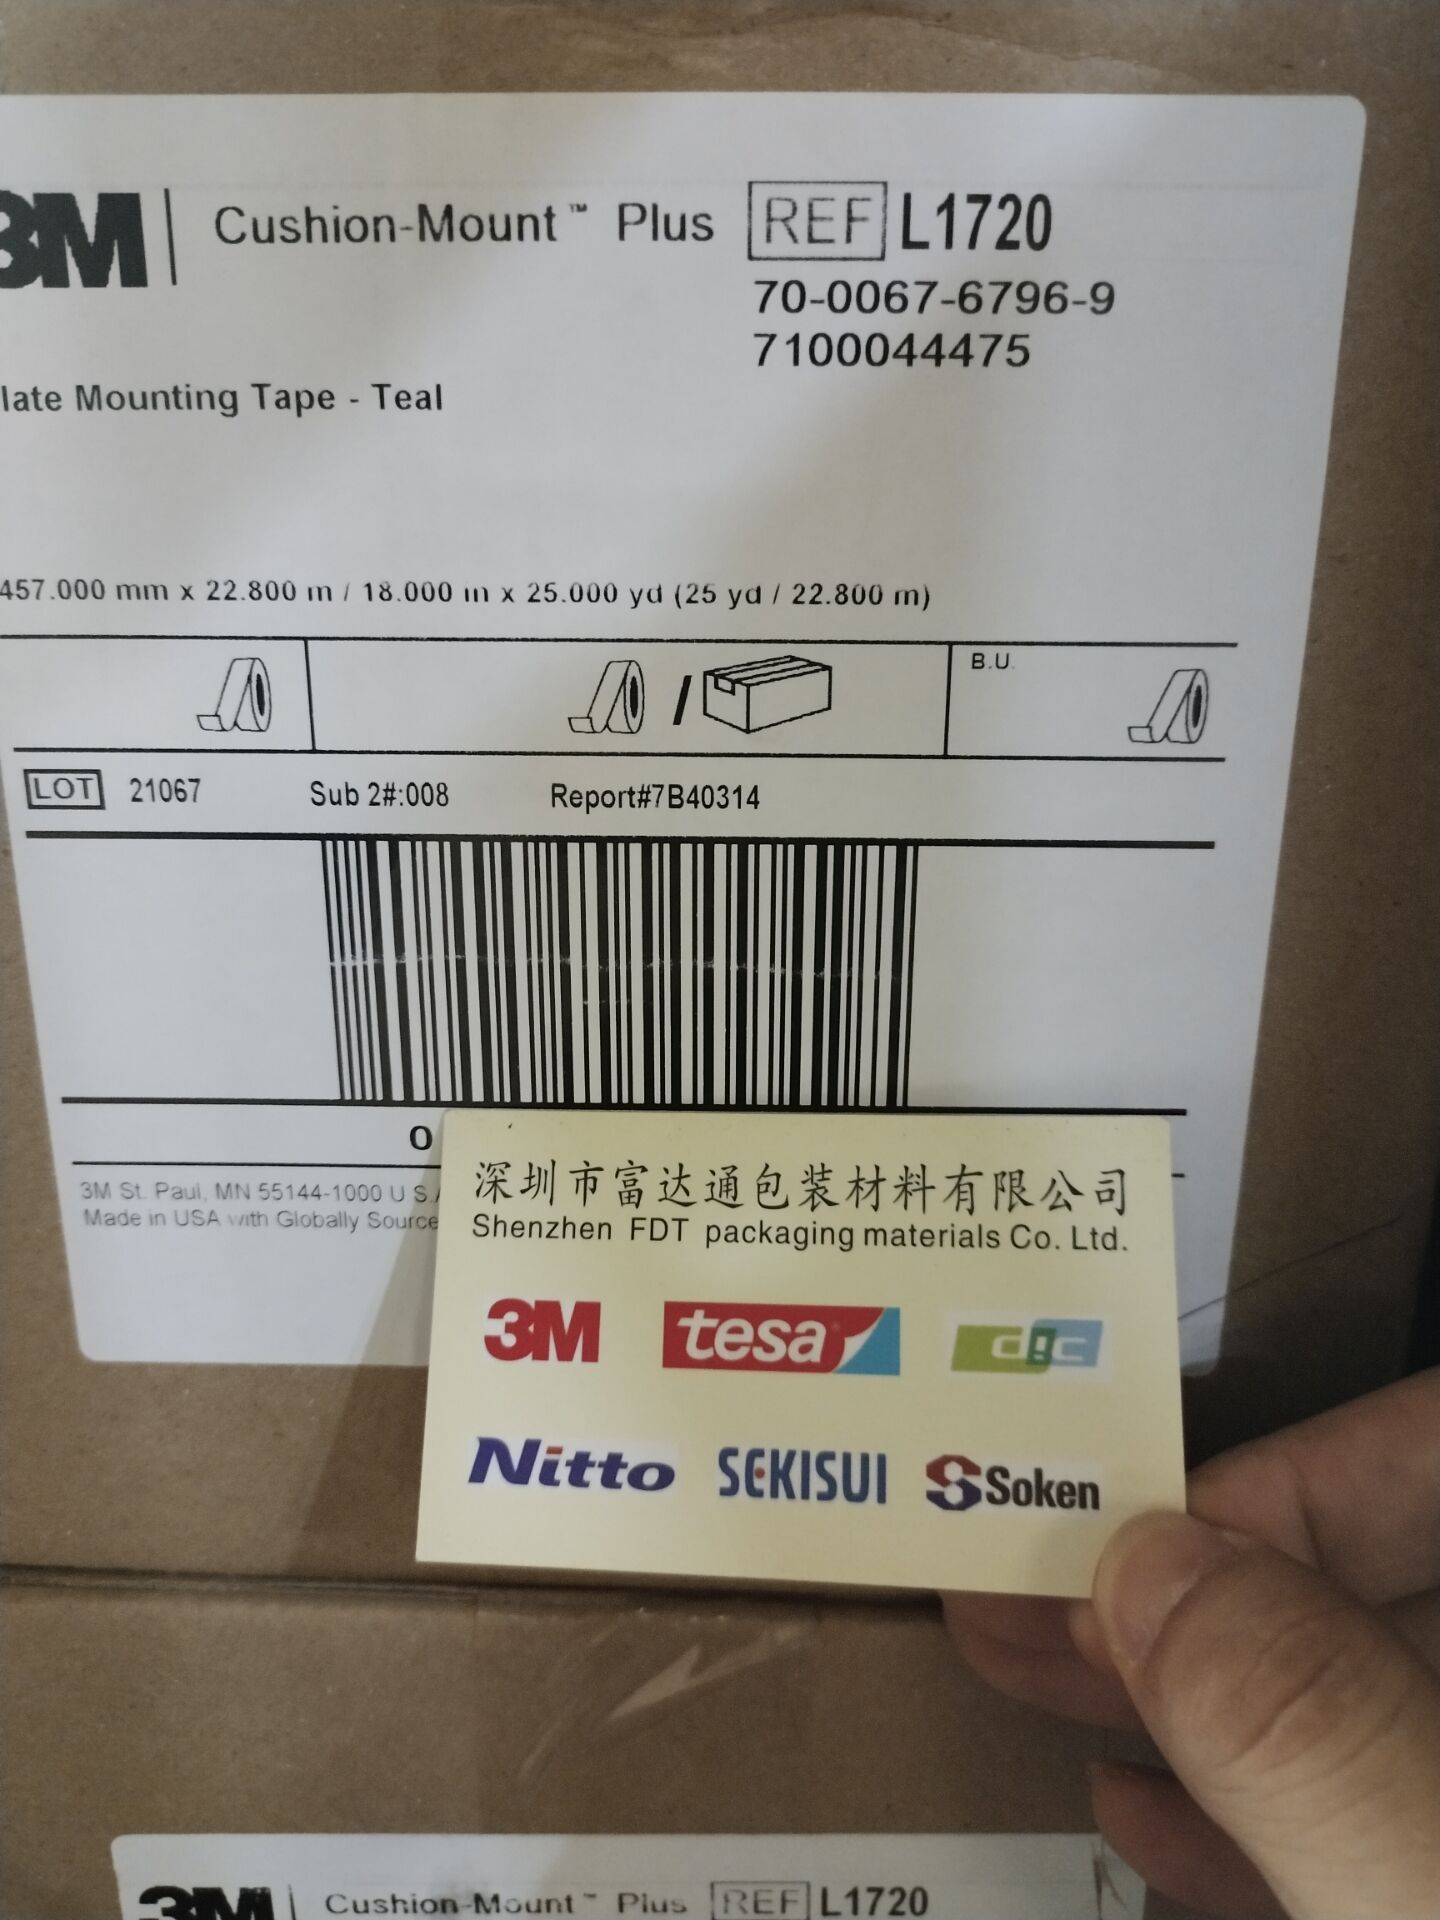 3M Cushion-Mount™ Plus REF L1720
70-0067-6796-9
7100044475
late Mounting Tape - Teal
457.000 mm x 22.800 m / 18.000 in x 25.000 yd (25 yd / 22.800 m)
/ B.U.
LOT 21067 Sub 2#:008 Report#7B40314
0
3M St. Paul, MN 55144-1000 U.S.A
Made in USA with Globally Source
深圳市富达通包装材料有限公司
Shenzhen FDT packaging materials Co. Ltd.
3M tesa dic
Nitto SEKISUI Soken
3M Cushion-Mount™ Plus REF L1720